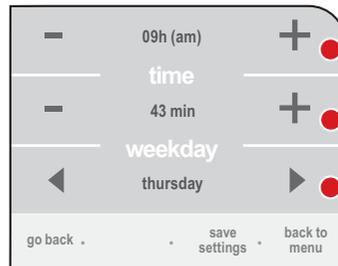 09h (am)
time
43 min
weekday
thursday
go back
save
settings
back to
menu